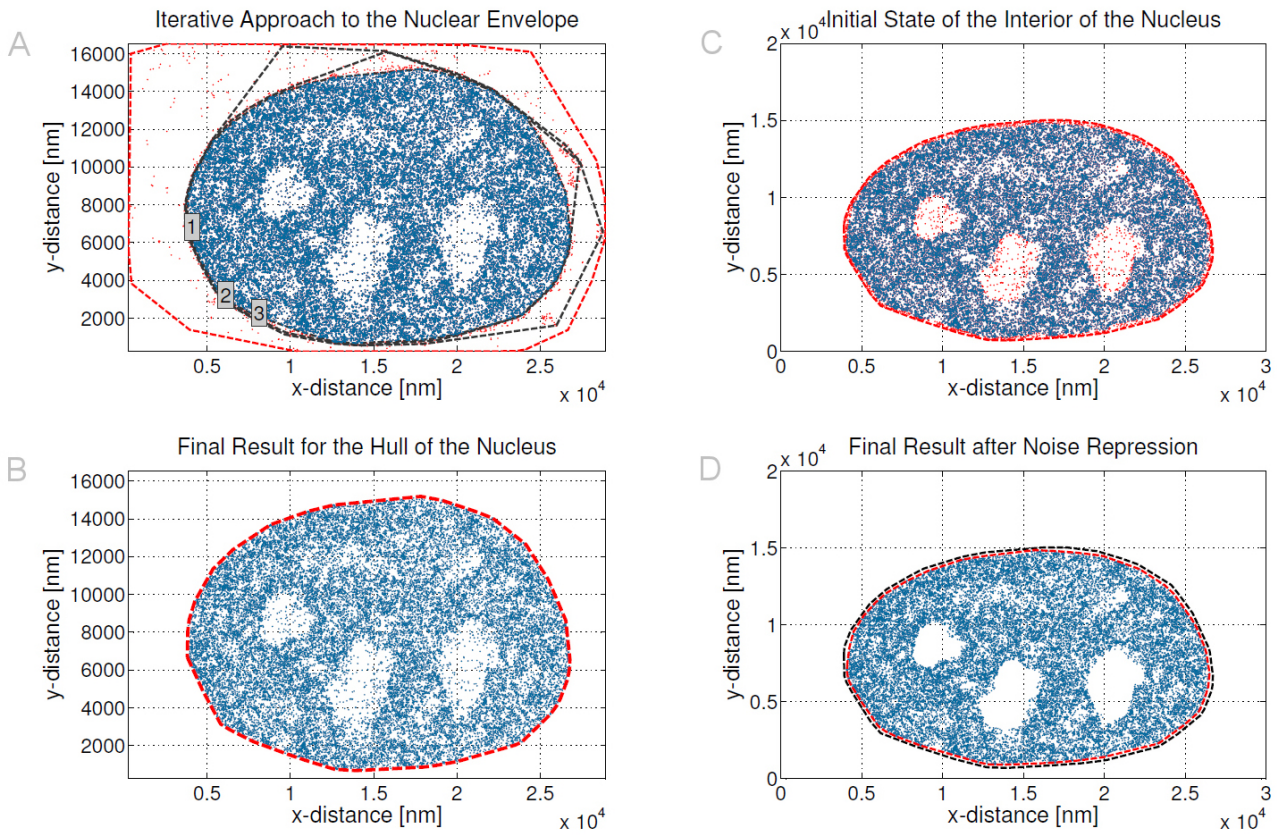 A
Iterative Approach to the Nuclear Envelope
16000
14000
12000
10000
8000
6000
4000
2000
y-distance [nm]
1
2
3
0.5 1 1.5 2 2.5
x-distance [nm]
x 10^4
C
Initial State of the Interior of the Nucleus
x 10^4
2
1.5
1
0.5
0
y-distance [nm]
0 0.5 1 1.5 2 2.5 3
x-distance [nm]
x 10^4
B
Final Result for the Hull of the Nucleus
16000
14000
12000
10000
8000
6000
4000
2000
y-distance [nm]
0.5 1 1.5 2 2.5
x-distance [nm]
x 10^4
D
Final Result after Noise Repression
x 10^4
2
1.5
1
0.5
0
y-distance [nm]
0 0.5 1 1.5 2 2.5 3
x-distance [nm]
x 10^4